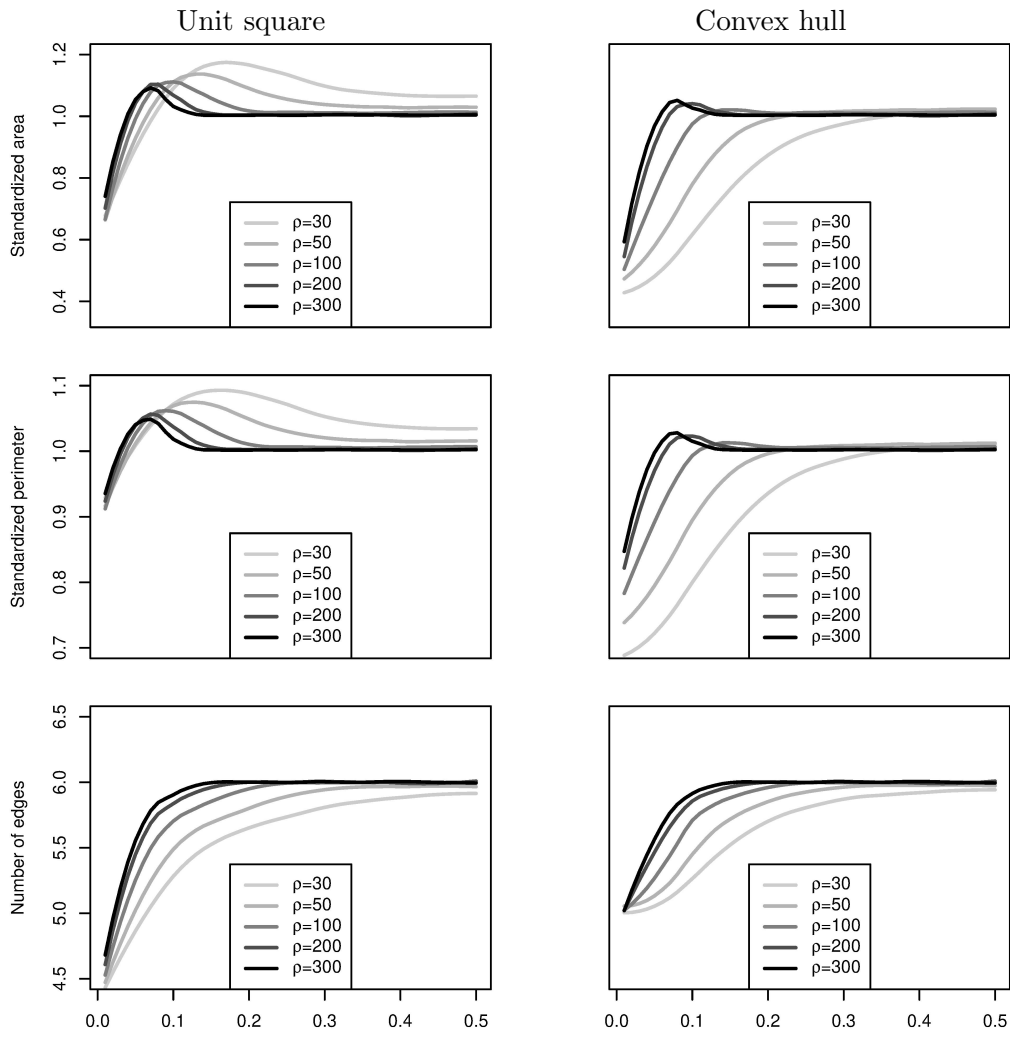 Unit square
Convex hull
Standardized area
1.2
1.0
0.8
0.6
0.4
ρ=30
ρ=50
ρ=100
ρ=200
ρ=300
ρ=30
ρ=50
ρ=100
ρ=200
ρ=300
Standardized perimeter
1.1
1.0
0.9
0.8
0.7
ρ=30
ρ=50
ρ=100
ρ=200
ρ=300
ρ=30
ρ=50
ρ=100
ρ=200
ρ=300
Number of edges
6.5
6.0
5.5
5.0
4.5
ρ=30
ρ=50
ρ=100
ρ=200
ρ=300
ρ=30
ρ=50
ρ=100
ρ=200
ρ=300
0.0 0.1 0.2 0.3 0.4 0.5
0.0 0.1 0.2 0.3 0.4 0.5